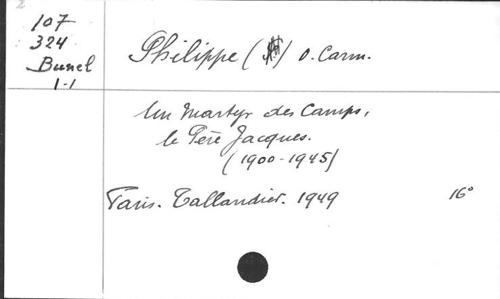 107
324
Bunel
1-1
Philippe () O. Carm.
Un Martyr des Camps,
le Père Jacques.
(1900-1945)
Paris. Tallandier. 1949 16°